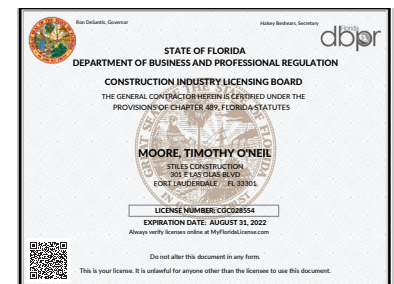 Ron DeSantis, Governor
Halsey Beshears, Secretary
Florida
dbpr
STATE OF FLORIDA
DEPARTMENT OF BUSINESS AND PROFESSIONAL REGULATION
CONSTRUCTION INDUSTRY LICENSING BOARD
THE GENERAL CONTRACTOR HEREIN IS CERTIFIED UNDER THE
PROVISIONS OF CHAPTER 489, FLORIDA STATUTES
MOORE, TIMOTHY O'NEIL
STILES CONSTRUCTION
301 E LAS OLAS BLVD
FORT LAUDERDALE FL 33301
LICENSE NUMBER: CGC028554
EXPIRATION DATE: AUGUST 31, 2022
Always verify licenses online at MyFloridaLicense.com
Do not alter this document in any form.
This is your license. It is unlawful for anyone other than the licensee to use this document.